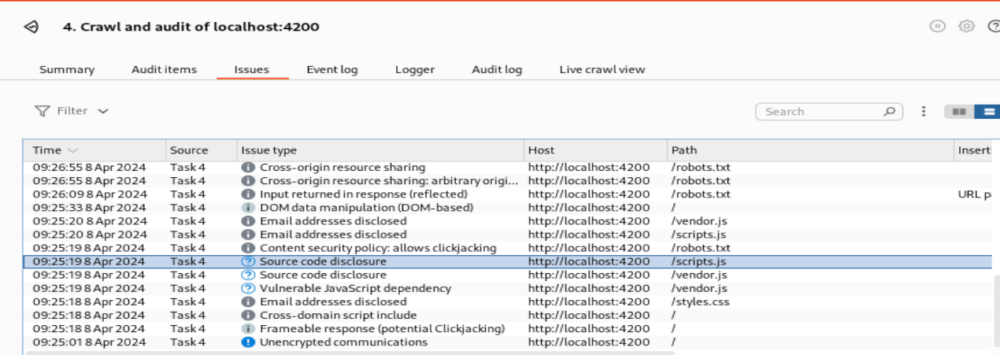 4. Crawl and audit of localhost:4200
Summary Audit items Issues Event log Logger Audit log Live crawl view
Filter Search
Time Source Issue type Host Path Insert
09:26:55 8 Apr 2024 Task 4 Cross-origin resource sharing http://localhost:4200 /robots.txt
09:26:55 8 Apr 2024 Task 4 Cross-origin resource sharing: arbitrary origi... http://localhost:4200 /robots.txt
09:26:09 8 Apr 2024 Task 4 Input returned in response (reflected) http://localhost:4200 /robots.txt URL p
09:25:33 8 Apr 2024 Task 4 DOM data manipulation (DOM-based) http://localhost:4200 /
09:25:20 8 Apr 2024 Task 4 Email addresses disclosed http://localhost:4200 /vendor.js
09:25:20 8 Apr 2024 Task 4 Email addresses disclosed http://localhost:4200 /scripts.js
09:25:19 8 Apr 2024 Task 4 Content security policy: allows clickjacking http://localhost:4200 /robots.txt
09:25:19 8 Apr 2024 Task 4 Source code disclosure http://localhost:4200 /scripts.js
09:25:19 8 Apr 2024 Task 4 Source code disclosure http://localhost:4200 /vendor.js
09:25:19 8 Apr 2024 Task 4 Vulnerable JavaScript dependency http://localhost:4200 /vendor.js
09:25:18 8 Apr 2024 Task 4 Email addresses disclosed http://localhost:4200 /styles.css
09:25:18 8 Apr 2024 Task 4 Cross-domain script include http://localhost:4200 /
09:25:18 8 Apr 2024 Task 4 Frameable response (potential Clickjacking) http://localhost:4200 /
09:25:01 8 Apr 2024 Task 4 Unencrypted communications http://localhost:4200 /